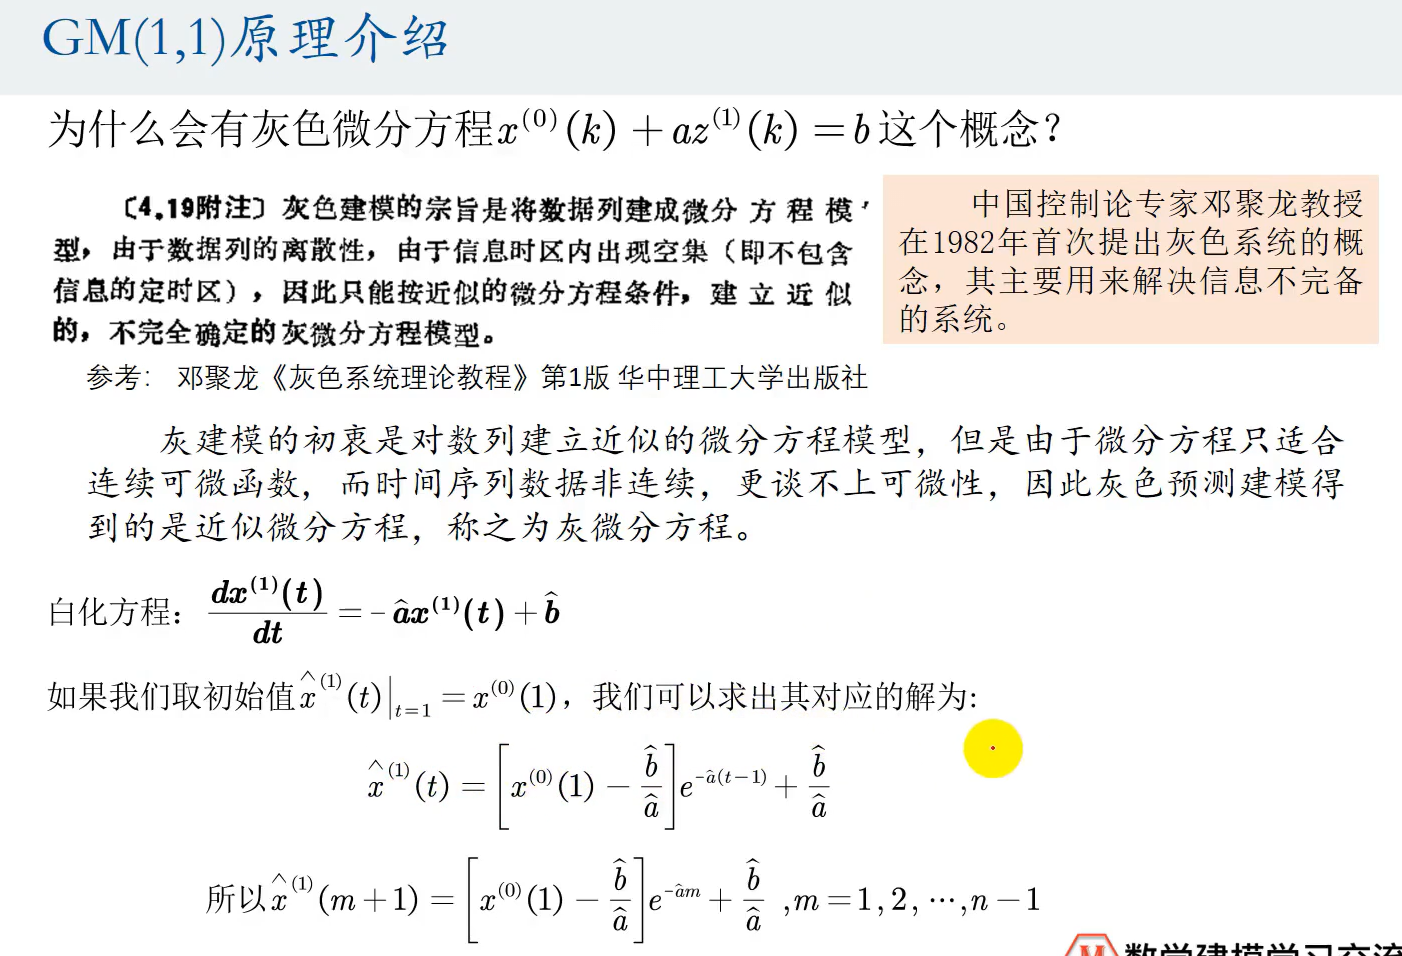 GM(1,1)原理介绍
为什么会有灰色微分方程x^{(0)}(k)+az^{(1)}(k)=b这个概念？
〔4.19附注〕灰色建模的宗旨是将数据列建成微分方程模
型，由于数据列的离散性，由于信息时区内出现空集（即不包含
信息的定时区），因此只能按近似的微分方程条件，建立近似
的，不完全确定的灰微分方程模型。
中国控制论专家邓聚龙教授
在1982年首次提出灰色系统的概
念，其主要用来解决信息不完备
的系统。
参考： 邓聚龙《灰色系统理论教程》第1版 华中理工大学出版社
灰建模的初衷是对数列建立近似的微分方程模型，但是由于微分方程只适合
连续可微函数，而时间序列数据非连续，更谈不上可微性，因此灰色预测建模得
到的是近似微分方程，称之为灰微分方程。
白化方程：\frac{dx^{(1)}(t)}{dt}=-\hat{a}x^{(1)}(t)+\hat{b}
如果我们取初始值\hat{x}^{(1)}(t)|_{t=1}=x^{(0)}(1)，我们可以求出其对应的解为:
\hat{x}^{(1)}(t)=\left[x^{(0)}(1)-\frac{\hat{b}}{\hat{a}}\right]e^{-\hat{a}(t-1)}+\frac{\hat{b}}{\hat{a}}
所以\hat{x}^{(1)}(m+1)=\left[x^{(0)}(1)-\frac{\hat{b}}{\hat{a}}\right]e^{-\hat{a}m}+\frac{\hat{b}}{\hat{a}},m=1,2,⋯,n-1
数学建模学习交流